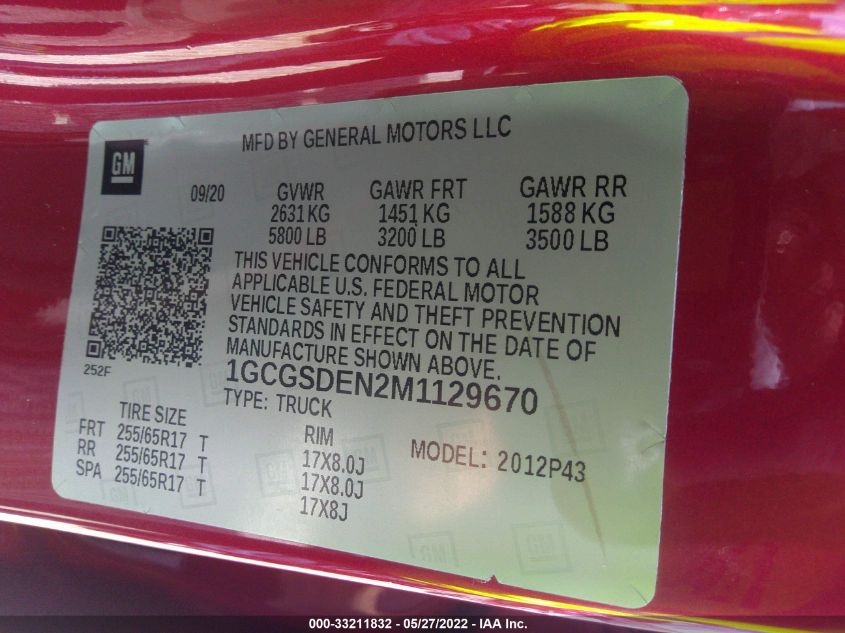 GM
MFD BY GENERAL MOTORS LLC
09/20 GVWR GAWR FRT GAWR RR
2631 KG 1451 KG 1588 KG
5800 LB 3200 LB 3500 LB
THIS VEHICLE CONFORMS TO ALL
APPLICABLE U.S. FEDERAL MOTOR
VEHICLE SAFETY AND THEFT PREVENTION
STANDARDS IN EFFECT ON THE DATE OF
MANUFACTURE SHOWN ABOVE.
252F
1GCGSDEN2M1129670
TYPE: TRUCK
TIRE SIZE RIM MODEL: 2012P43
FRT 255/65R17 T 17X8.0J
RR 255/65R17 T 17X8.0J
SPA 255/65R17 T 17X8J
GM
000-33211832 — 05/27/2022 — IAA Inc.